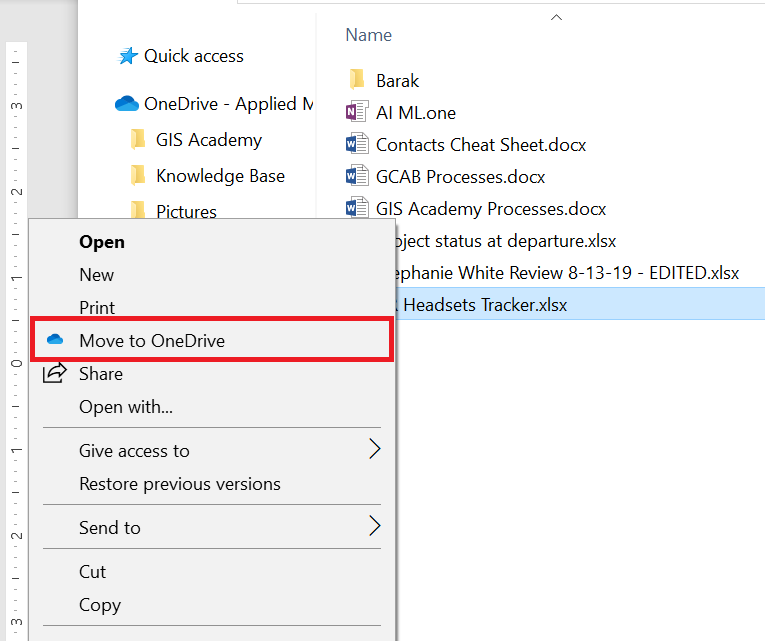 Name
Quick access
Barak
OneDrive - Applied M
AI ML.one
GIS Academy
Contacts Cheat Sheet.docx
Knowledge Base
GCAB Processes.docx
Pictures
GIS Academy Processes.docx
oject status at departure.xlsx
ephanie White Review 8-13-19 - EDITED.xlsx
Headsets Tracker.xlsx
Open
New
Print
Move to OneDrive
Share
Open with...
Give access to
Restore previous versions
Send to
Cut
Copy
3
2
1
0
1
2
3